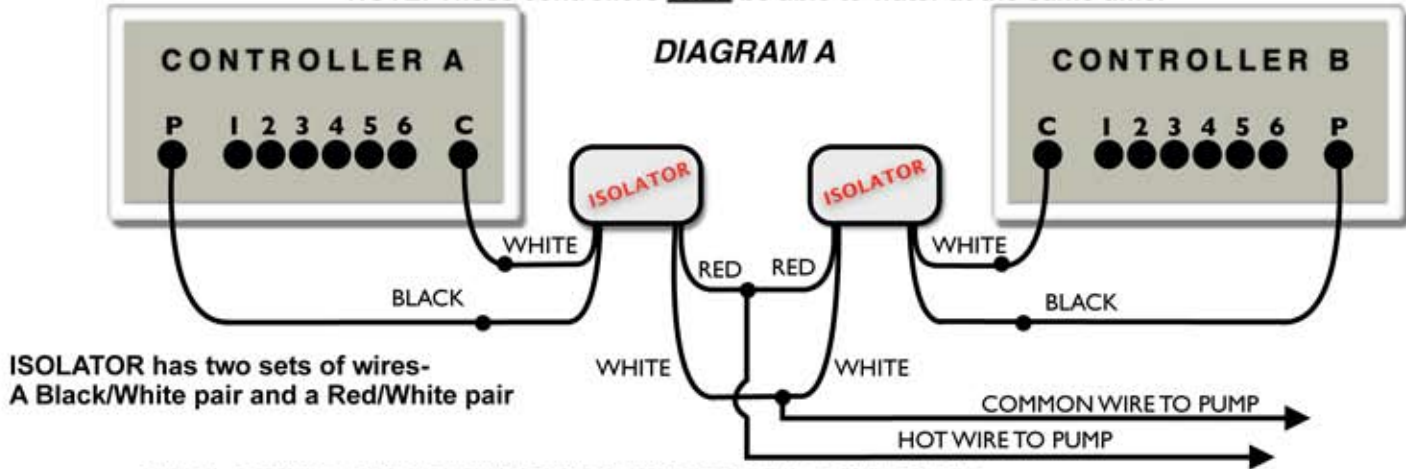 DIAGRAM A
CONTROLLER A
P 1 2 3 4 5 6 C
CONTROLLER B
C 1 2 3 4 5 6 P
ISOLATOR
ISOLATOR
WHITE
RED
RED
WHITE
BLACK
BLACK
WHITE
WHITE
ISOLATOR has two sets of wires-
A Black/White pair and a Red/White pair
COMMON WIRE TO PUMP
HOT WIRE TO PUMP